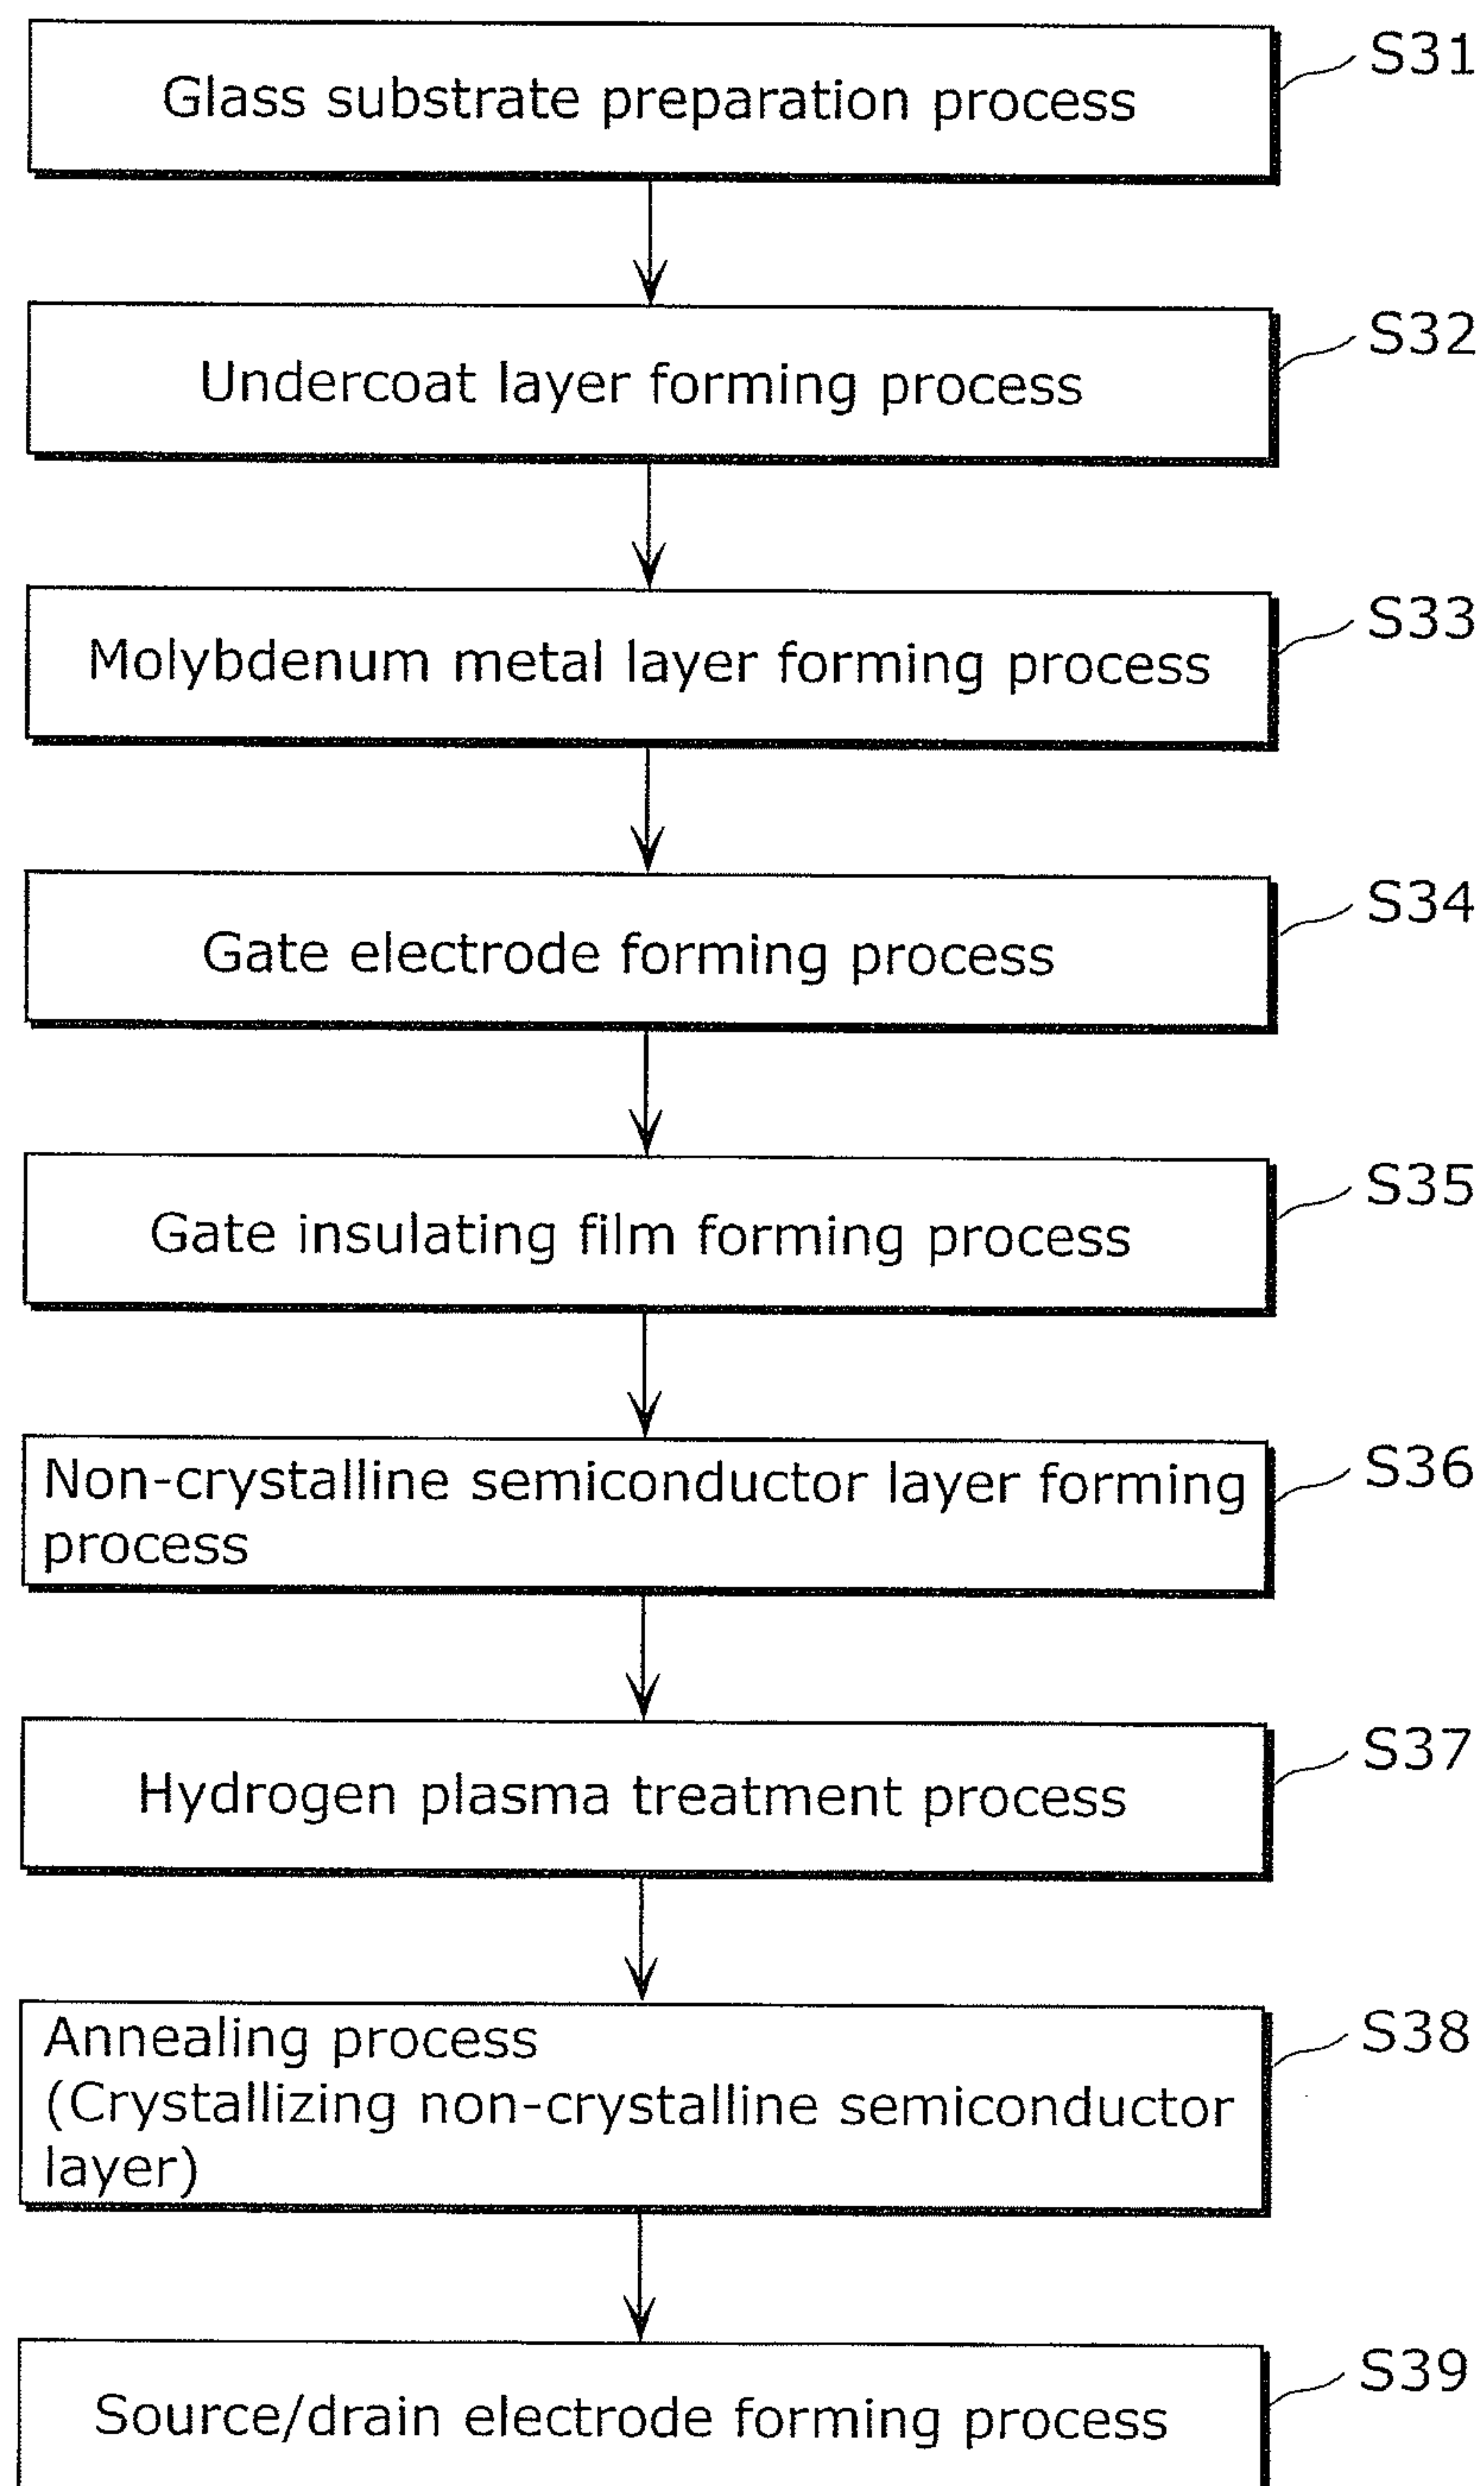 Glass substrate preparation process
S31
Undercoat layer forming process
S32
Molybdenum metal layer forming process
S33
Gate electrode forming process
S34
Gate insulating film forming process
S35
Non-crystalline semiconductor layer forming
process
S36
Hydrogen plasma treatment process
S37
Annealing process
(Crystallizing non-crystalline semiconductor
layer)
S38
Source/drain electrode forming process
S39